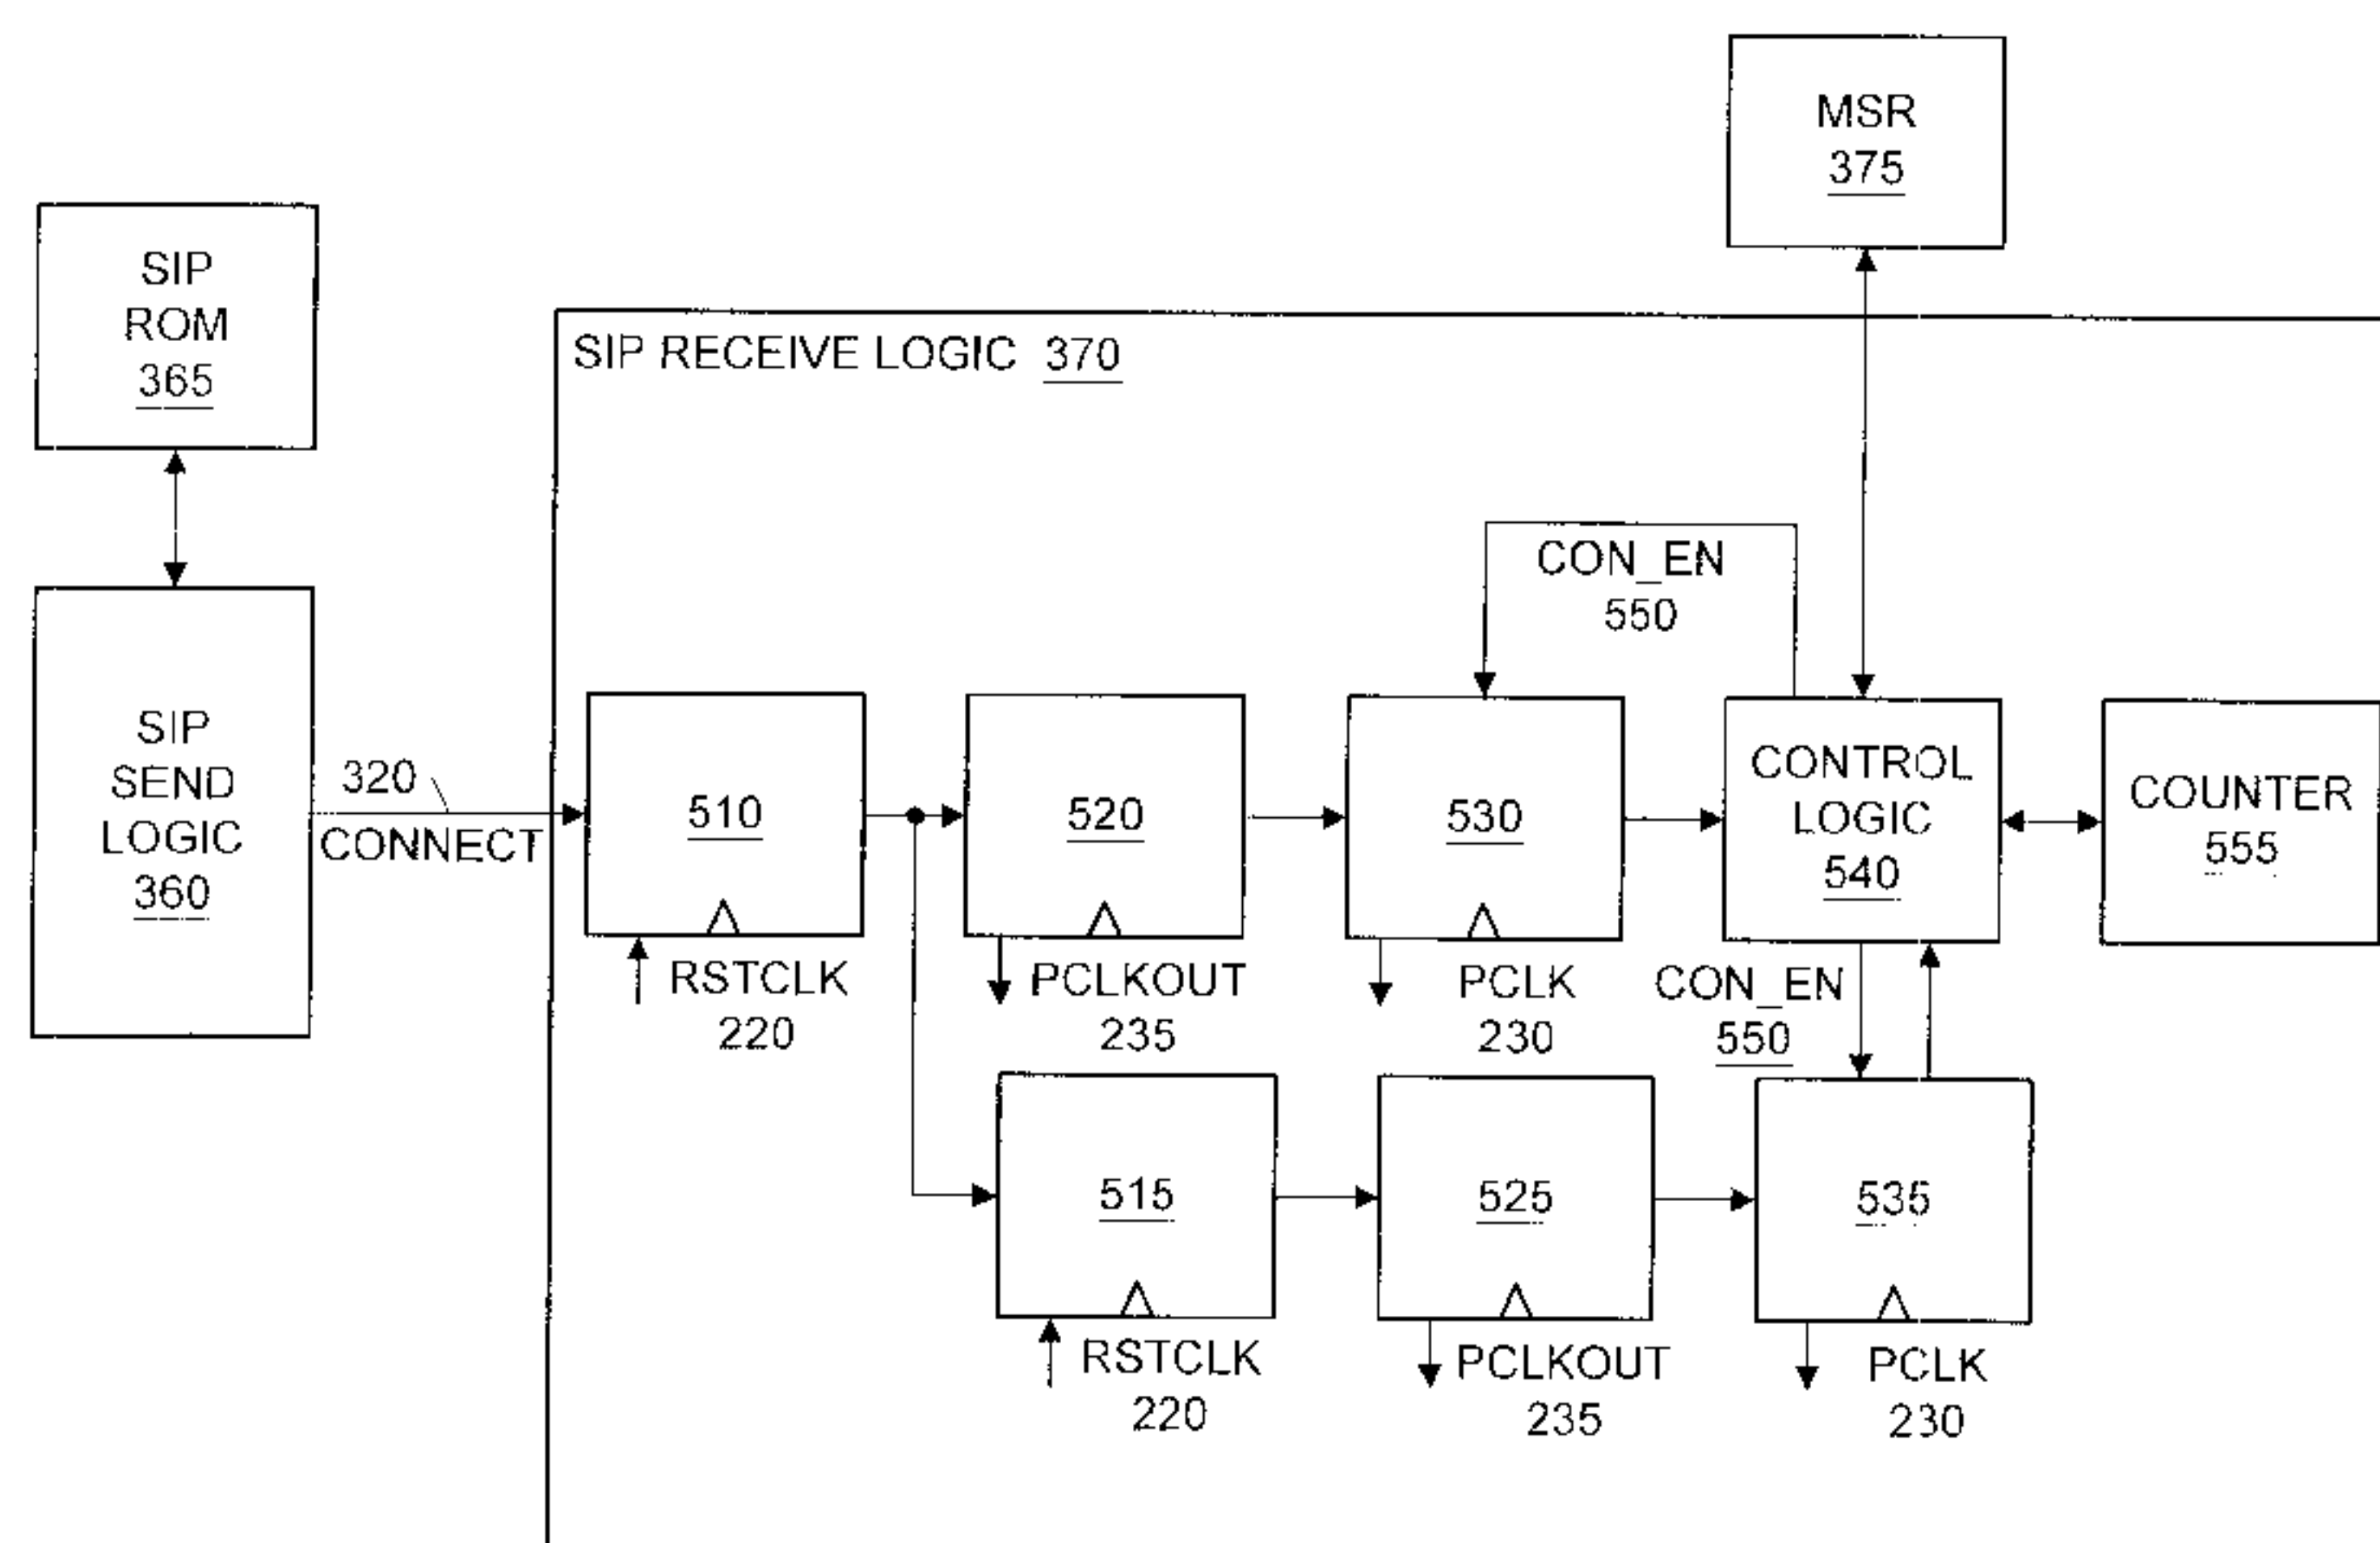 MSR
375
SIP
ROM
365
SIP RECEIVE LOGIC 370
CON_EN
550
SIP
SEND
LOGIC
360
320
CONNECT
510
520
530
CONTROL
LOGIC
540
COUNTER
555
RSTCLK
220
PCLKOUT
235
PCLK
230
CON_EN
550
515
525
535
RSTCLK
220
PCLKOUT
235
PCLK
230